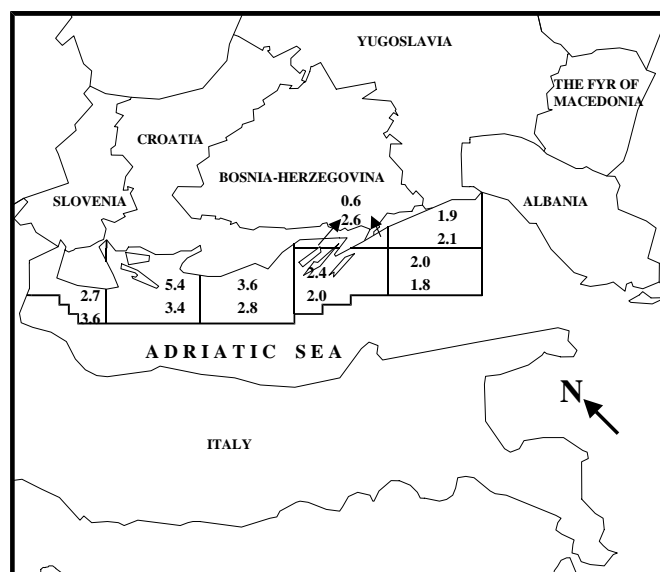 YUGOSLAVIA
THE FYR OF
MACEDONIA
CROATIA
BOSNIA-HERZEGOVINA
SLOVENIA
ALBANIA
0.6
2.6
1.9
2.1
2.0
1.8
2.4
2.0
3.6
2.8
5.4
3.4
2.7
3.6
ADRIATIC SEA
N
ITALY